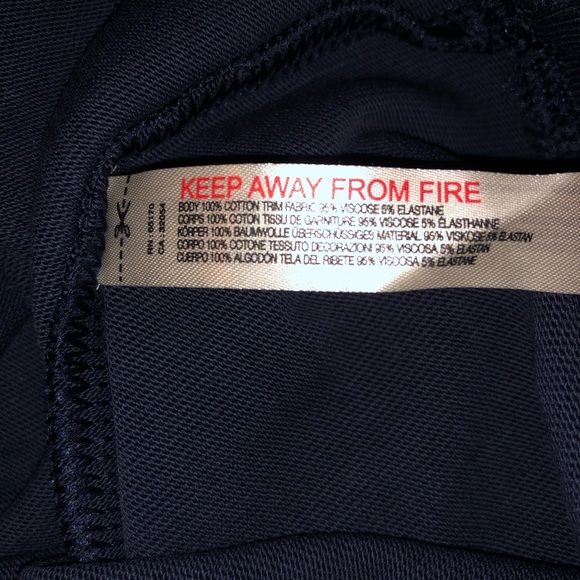 KEEP AWAY FROM FIRE
BODY 100% COTTON TRIM FABRIC 95% VISCOSE 5% ELASTANE
CORPS 100% COTON TISSU DE GARNITURE 95% VISCOSE 5% ÉLASTHANNE
KÖRPER 100% BAUMWOLLE ÜBERSCHÜSSIGES MATERIAL 95% VISKOSE 5% ELASTAN
CORPO 100% COTONE TESSUTO DECORAZIONI 95% VISCOSA 5% ELASTAN
CUERPO 100% ALGODÓN TELA DEL RIBETE 95% VISCOSA 5% ELASTANE
RN : 65170
CA : 33054